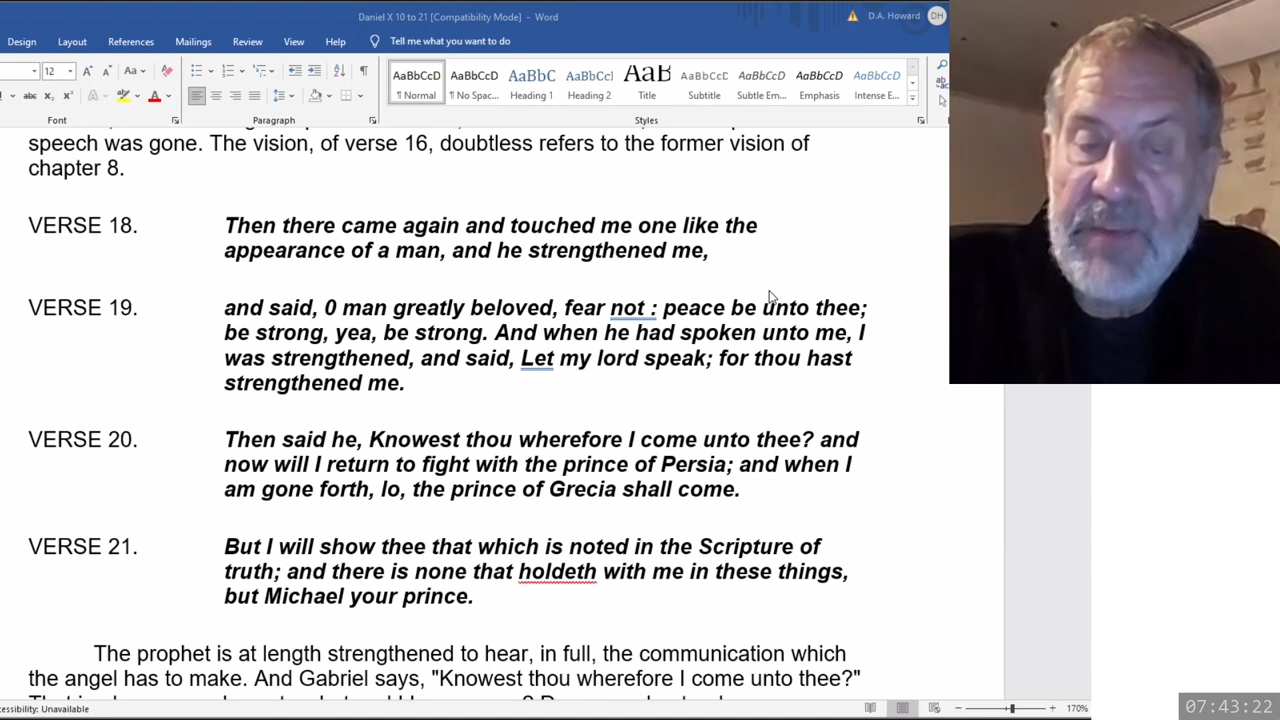 Daniel X 10 to 21 [Compatibility Mode] - Word
D.A. Howard DH
Design Layout References Mailings Review View Help Tell me what you want to do
12 A A Aa
AaBbCcD AaBbCcD AaBbC AaBbCcl AaB AaBbCcD AaBbCcD AaBbCcD AaBbCcD
¶ Normal ¶ No Spac... Heading 1 Heading 2 Title Subtitle Subtle Em... Emphasis Intense E...
Font Paragraph Styles
speech was gone. The vision, of verse 16, doubtless refers to the former vision of
chapter 8.
VERSE 18. Then there came again and touched me one like the
appearance of a man, and he strengthened me,
VERSE 19. and said, 0 man greatly beloved, fear not : peace be unto thee;
be strong, yea, be strong. And when he had spoken unto me, I
was strengthened, and said, Let my lord speak; for thou hast
strengthened me.
VERSE 20. Then said he, Knowest thou wherefore I come unto thee? and
now will I return to fight with the prince of Persia; and when I
am gone forth, lo, the prince of Grecia shall come.
VERSE 21. But I will show thee that which is noted in the Scripture of
truth; and there is none that holdeth with me in these things,
but Michael your prince.
The prophet is at length strengthened to hear, in full, the communication which
the angel has to make. And Gabriel says, "Knowest thou wherefore I come unto thee?"
cessibility: Unavailable
170%
07:43:22